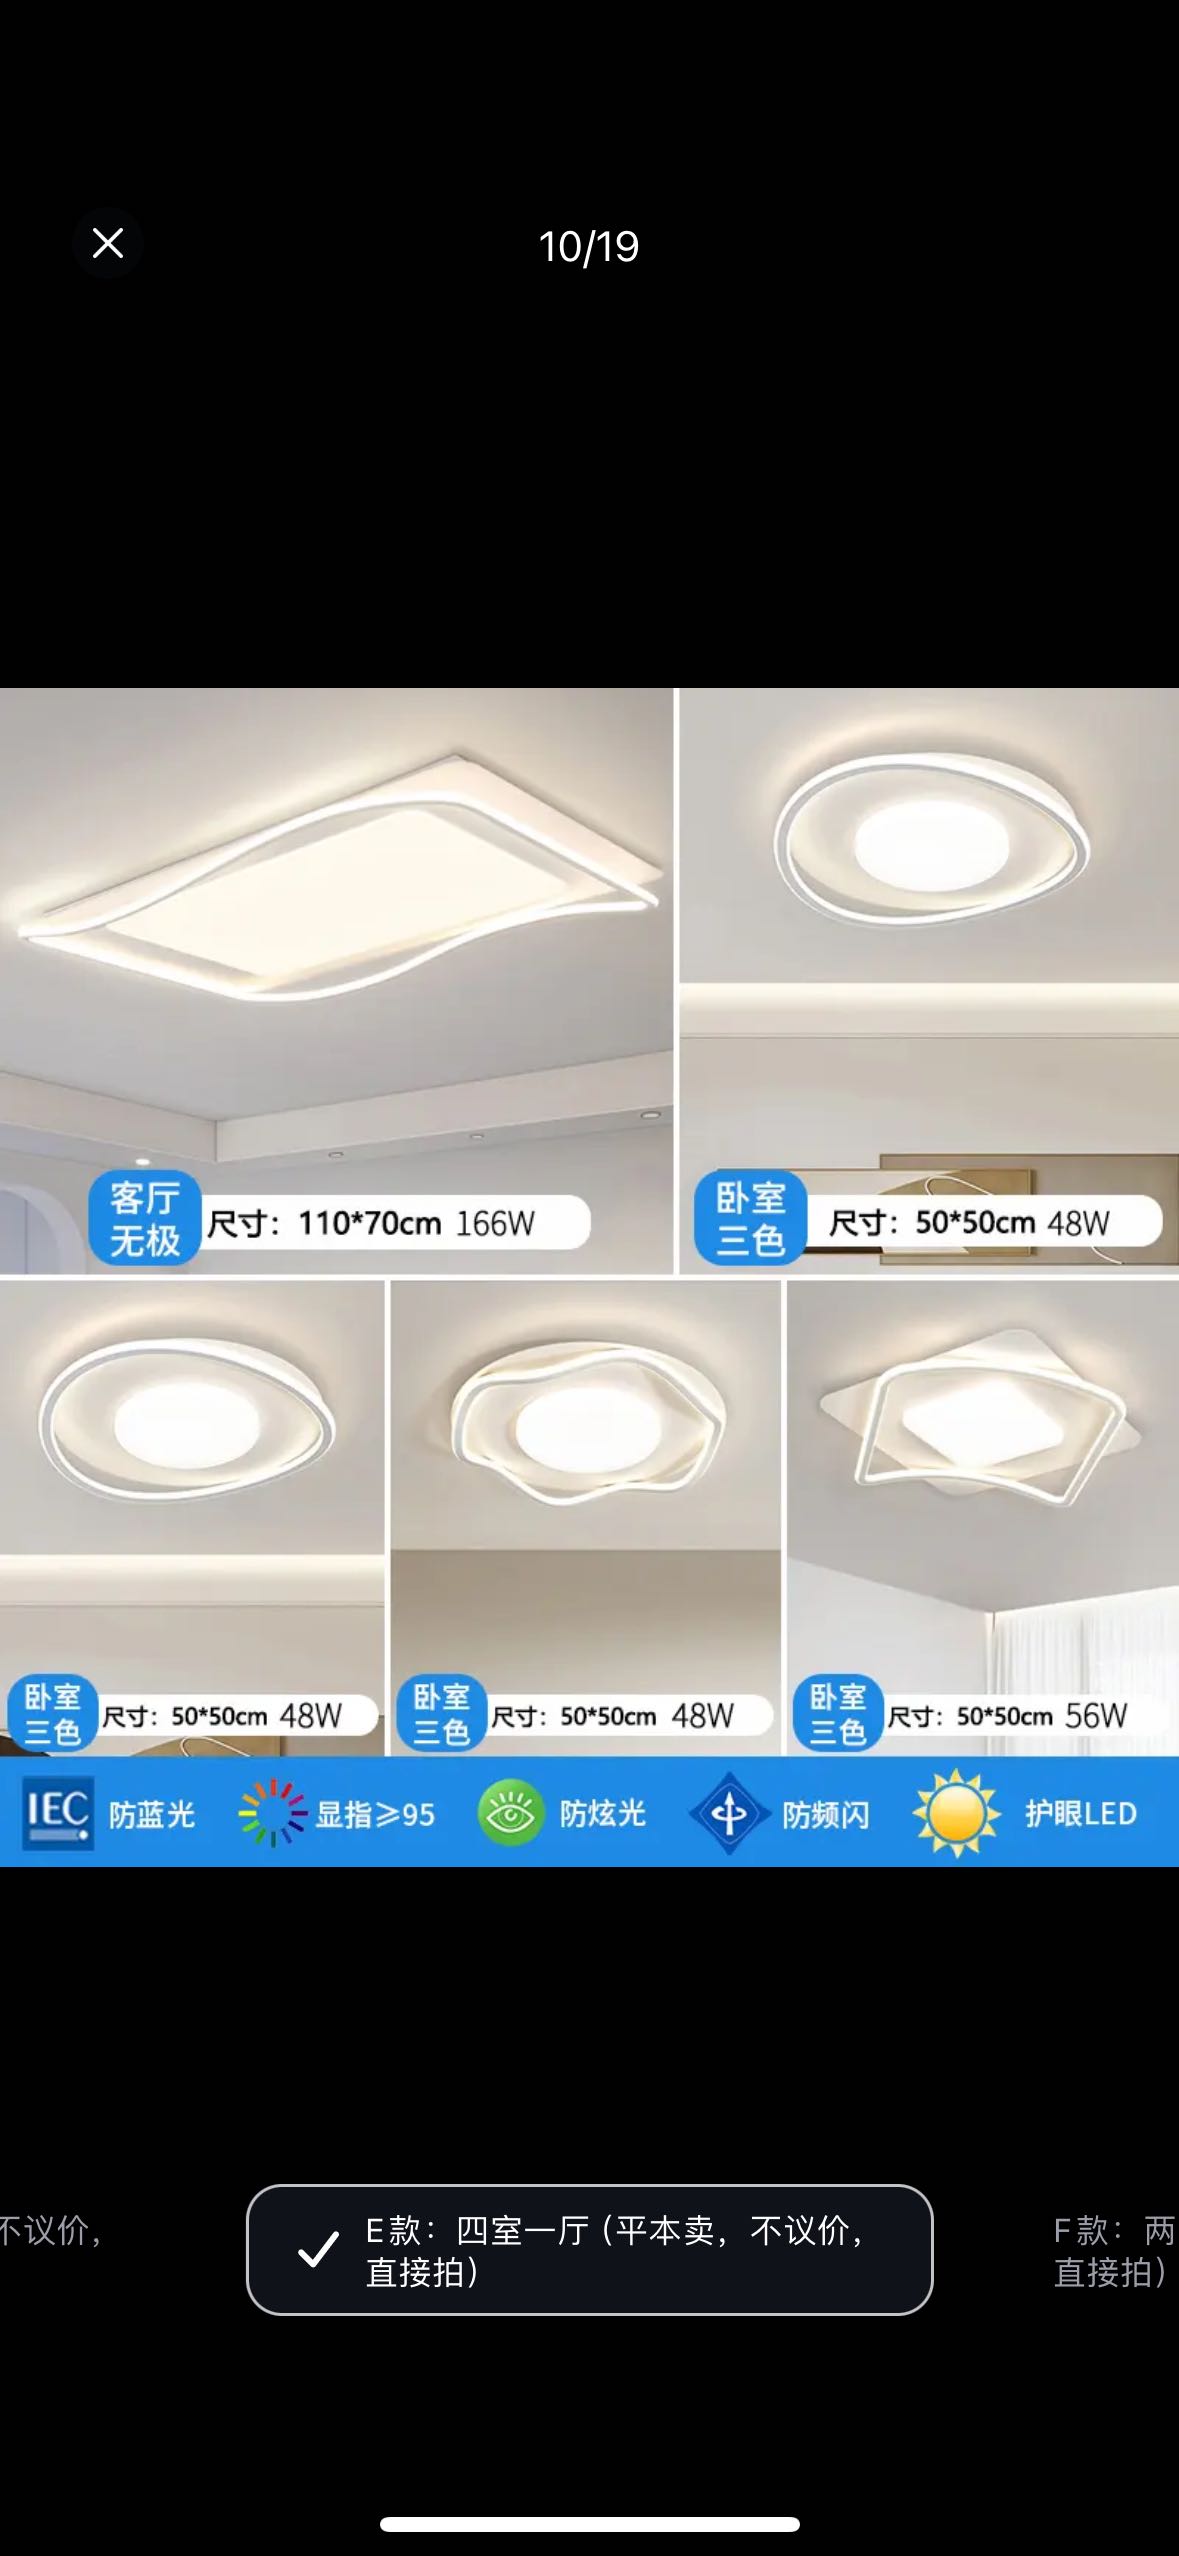 10/19
客厅
无极
尺寸：110*70cm 166W
卧室
三色
尺寸：50*50cm 48W
卧室
三色
尺寸：50*50cm 48W
卧室
三色
尺寸：50*50cm 48W
卧室
三色
尺寸：50*50cm 56W
IEC 防蓝光 显指≥95 防炫光 防频闪 护眼LED
不议价，
E款：四室一厅（平本卖，不议价，
直接拍）
F款：两
直接拍）